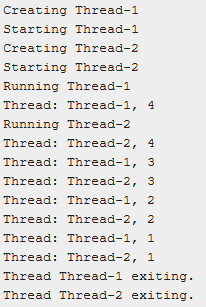 Creating Thread-1
Starting Thread-1
Creating Thread-2
Starting Thread-2
Running Thread-1
Thread: Thread-1, 4
Running Thread-2
Thread: Thread-2, 4
Thread: Thread-1, 3
Thread: Thread-2, 3
Thread: Thread-1, 2
Thread: Thread-2, 2
Thread: Thread-1, 1
Thread: Thread-2, 1
Thread Thread-1 exiting.
Thread Thread-2 exiting.